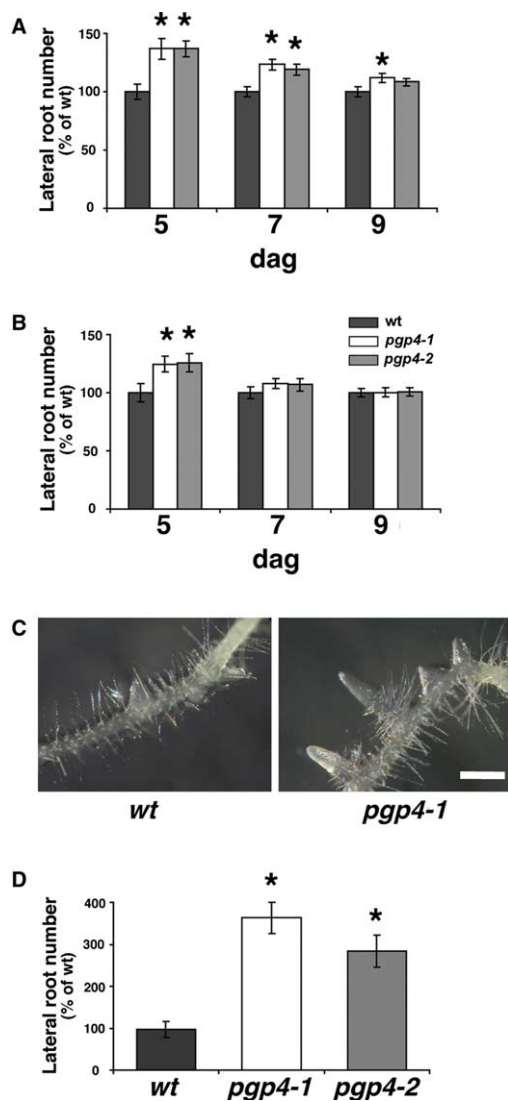 A
Lateral root number
(% of wt)
150
100
50
0
* *
* *
*
5 7 9
dag
B
Lateral root number
(% of wt)
150
100
50
0
* *
wt
pgp4-1
pgp4-2
5 7 9
dag
C
wt pgp4-1
D
Lateral root number
(% of wt)
400
300
200
100
0
*
*
wt pgp4-1 pgp4-2